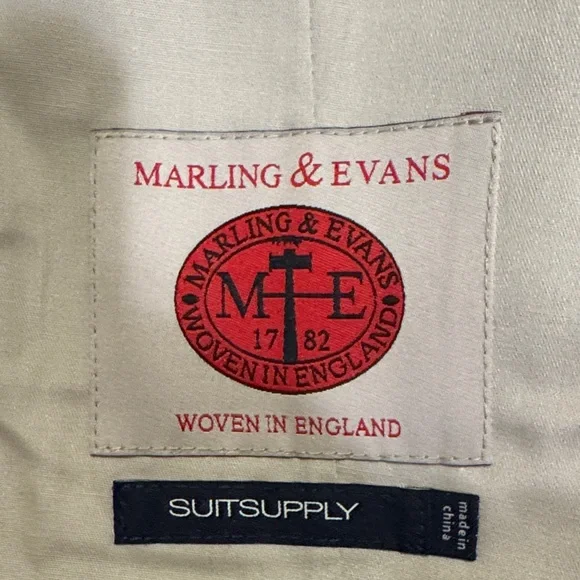 MARLING & EVANS
MARLING & EVANS
M E
17 82
WOVEN IN ENGLAND
WOVEN IN ENGLAND
SUITSUPPLY
made in
china